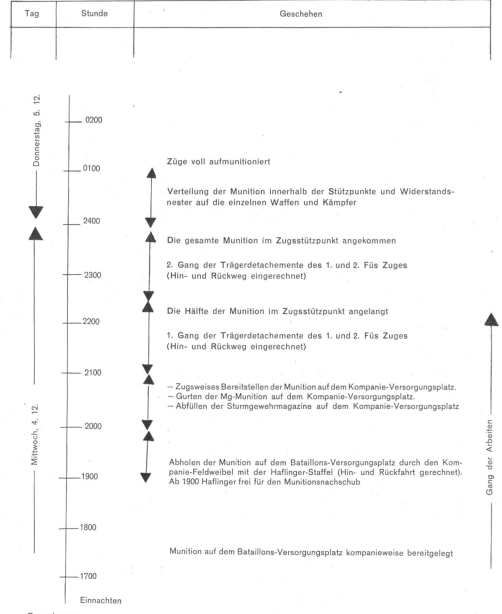 Tag Stunde Geschehen
Donnerstag, 5. 12.
0200
Züge voll aufmunitioniert
0100
Verteilung der Munition innerhalb der Stützpunkte und Widerstands-
nester auf die einzelnen Waffen und Kämpfer
2400
Die gesamte Munition im Zugsstützpunkt angekommen
2. Gang der Trägerdetachemente des 1. und 2. Füs Zuges
(Hin- und Rückweg eingerechnet)
2300
Die Hälfte der Munition im Zugsstützpunkt angelangt
2200
1. Gang der Trägerdetachemente des 1. und 2. Füs Zuges
(Hin- und Rückweg eingerechnet)
2100
— Zugsweises Bereitstellen der Munition auf dem Kompanie-Versorgungsplatz.
— Gurten der Mg-Munition auf dem Kompanie-Versorgungsplatz.
— Abfüllen der Sturmgewehrmagazine auf dem Kompanie-Versorgungsplatz
2000
Mittwoch, 4. 12.
Abholen der Munition auf dem Bataillons-Versorgungsplatz durch den Kom-
panie-Feldweibel mit der Haflinger-Staffel (Hin- und Rückfahrt gerechnet).
Ab 1900 Haflinger frei für den Munitionsnachschub
1900
Gang der Arbeiten
1800
Munition auf dem Bataillons-Versorgungsplatz kompanieweise bereitgelegt
1700
Einnachten